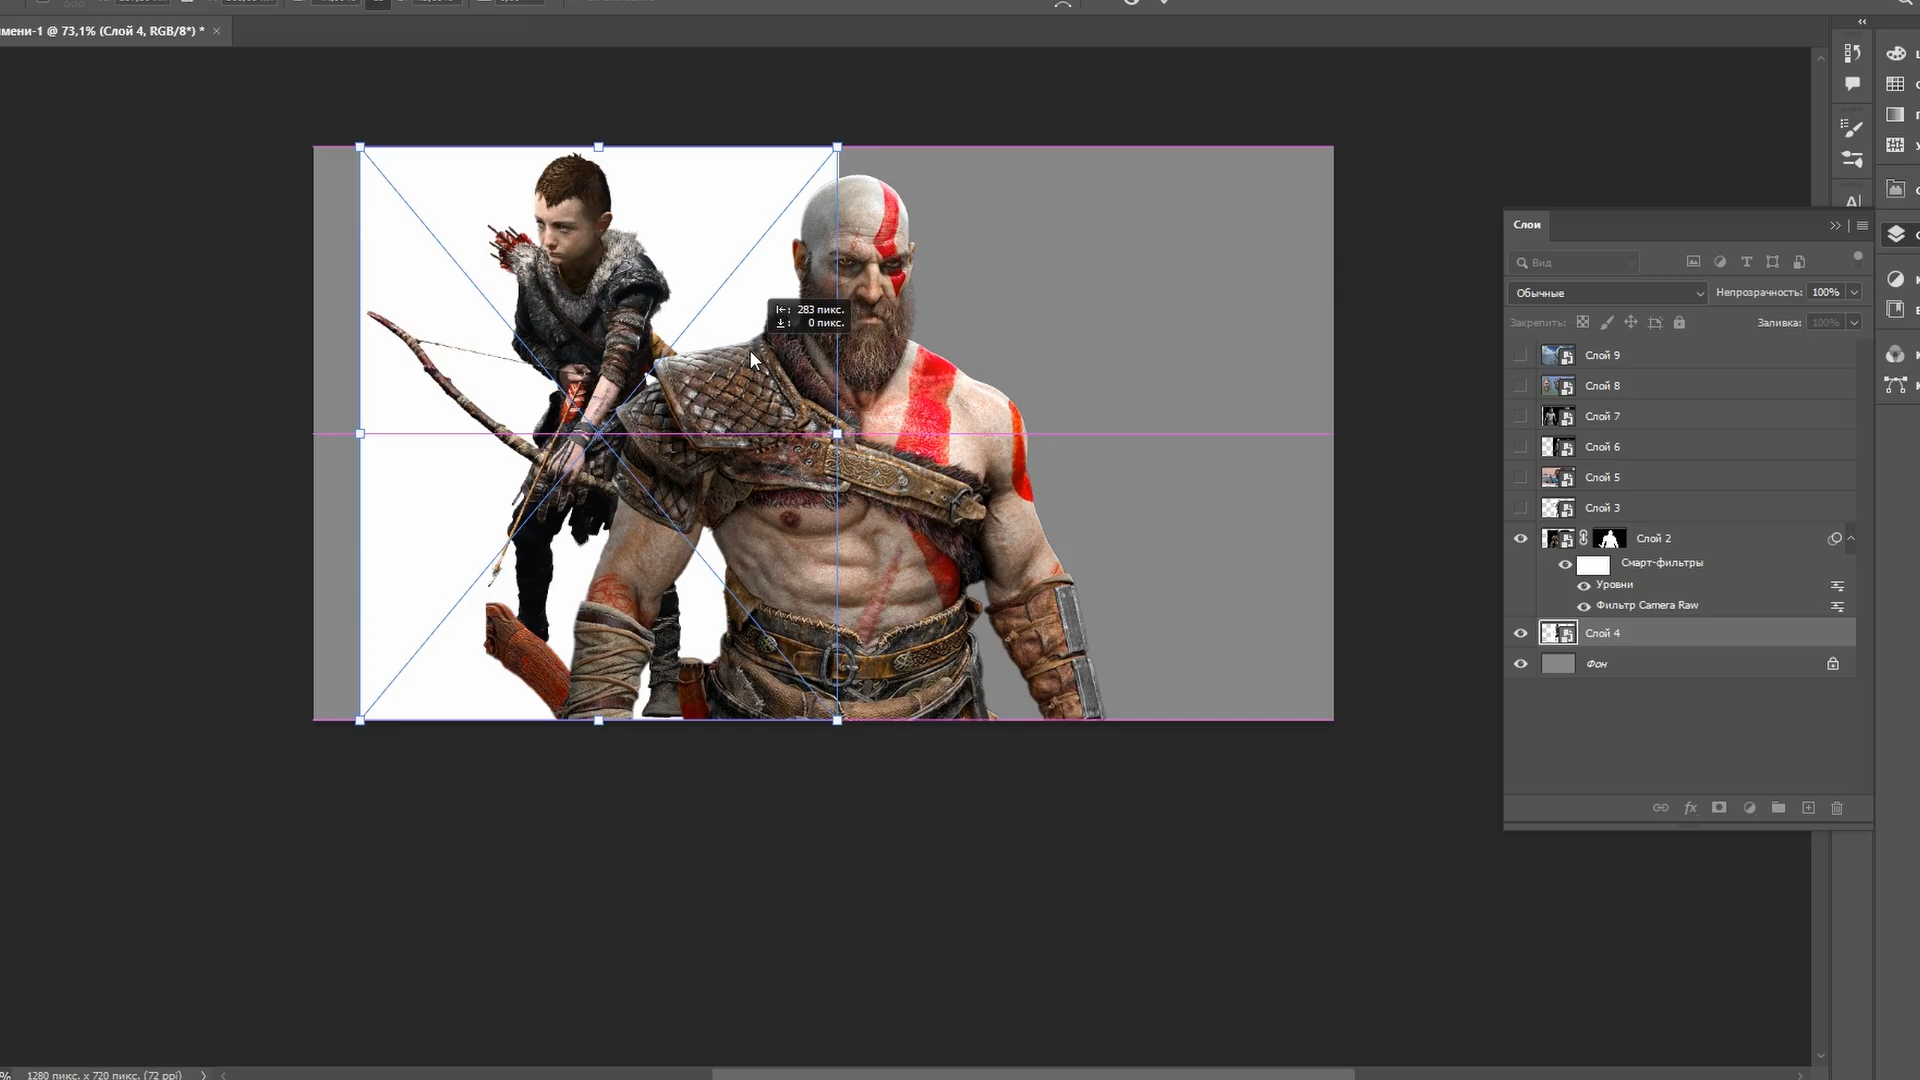 имени-1 @ 73,1% (Слой 4, RGB/8*) *
283 пикс.
0 пикс.
Слои
Вид
Обычные
Непрозрачность: 100%
Закрепить:
Заливка: 100%
Слой 9
Слой 8
Слой 7
Слой 6
Слой 5
Слой 3
Слой 2
Смарт-фильтры
Уровни
Фильтр Camera Raw
Слой 4
Фон
fx
% 1280 пикс. x 720 пикс. (72 ppi)